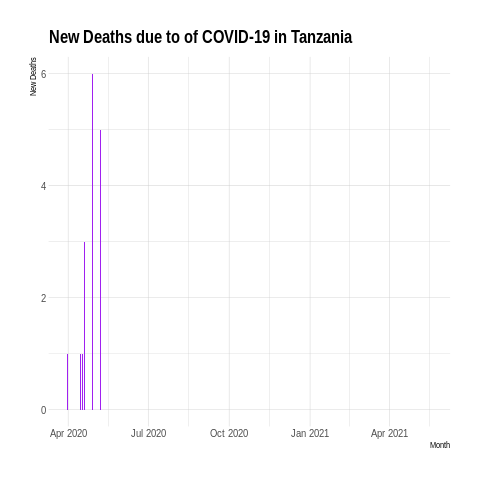 New Deaths due to of COVID-19 in Tanzania
New Deaths
6
4
2
0
Apr 2020 Jul 2020 Oct 2020 Jan 2021 Apr 2021
Month